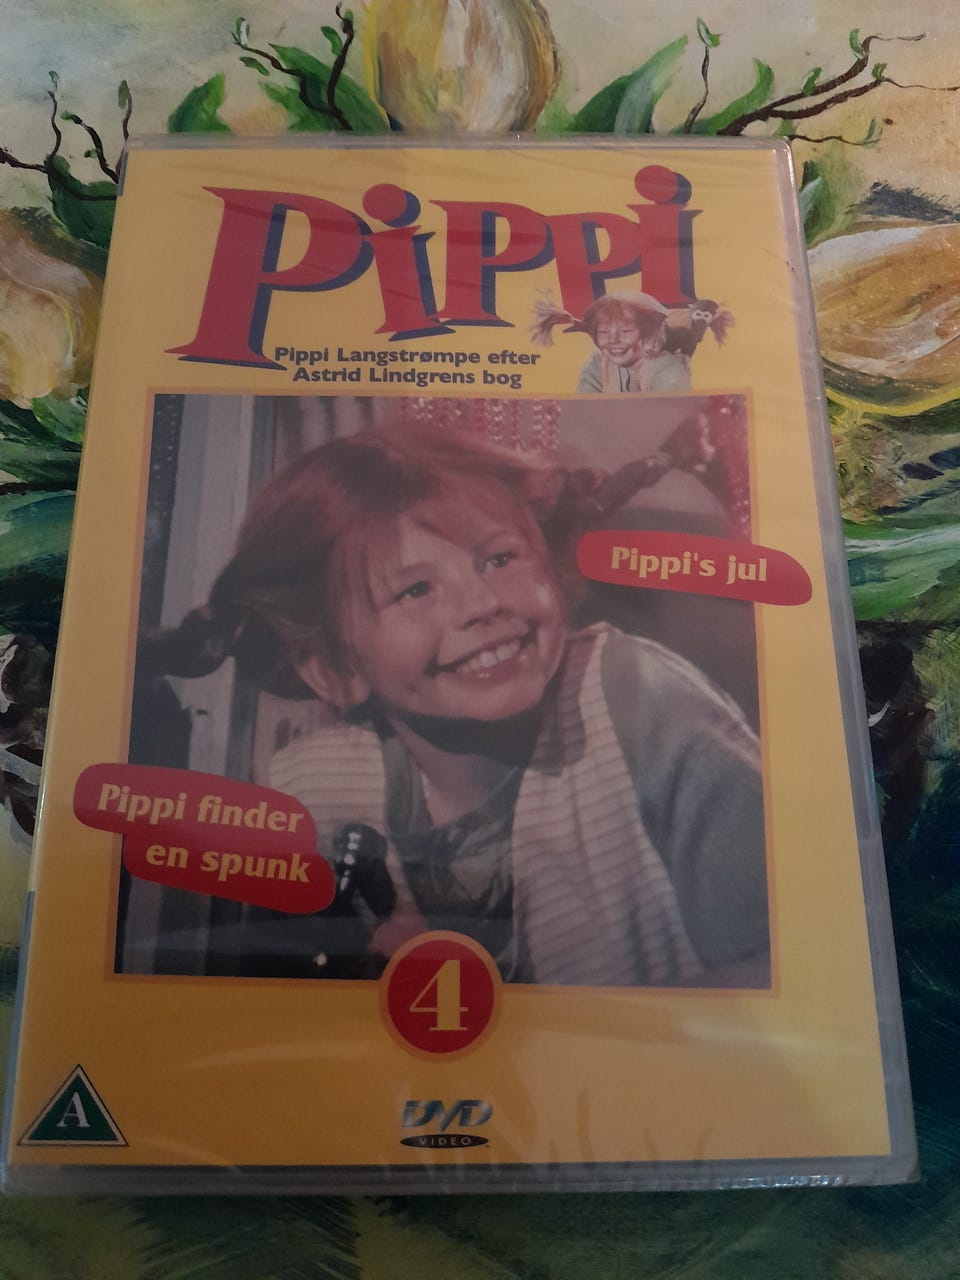 Pippi
Pippi Langstrømpe efter
Astrid Lindgrens bog
Pippi's jul
Pippi finder
en spunk
4
A
DVD
VIDEO